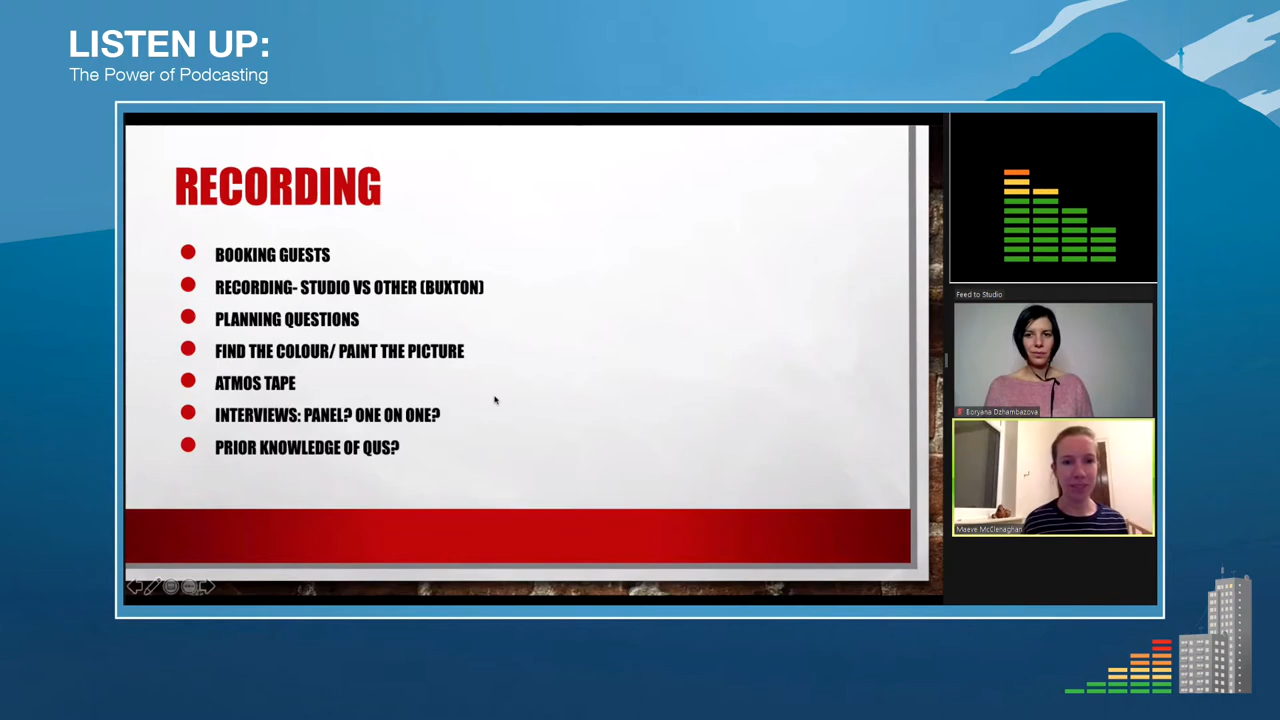 LISTEN UP:
The Power of Podcasting
RECORDING
BOOKING GUESTS
RECORDING- STUDIO VS OTHER (BUXTON)
PLANNING QUESTIONS
FIND THE COLOUR/ PAINT THE PICTURE
ATMOS TAPE
INTERVIEWS: PANEL? ONE ON ONE?
PRIOR KNOWLEDGE OF QUS?
Feed to Studio
Boryana Dzhambazova
Maeve McClenaghan